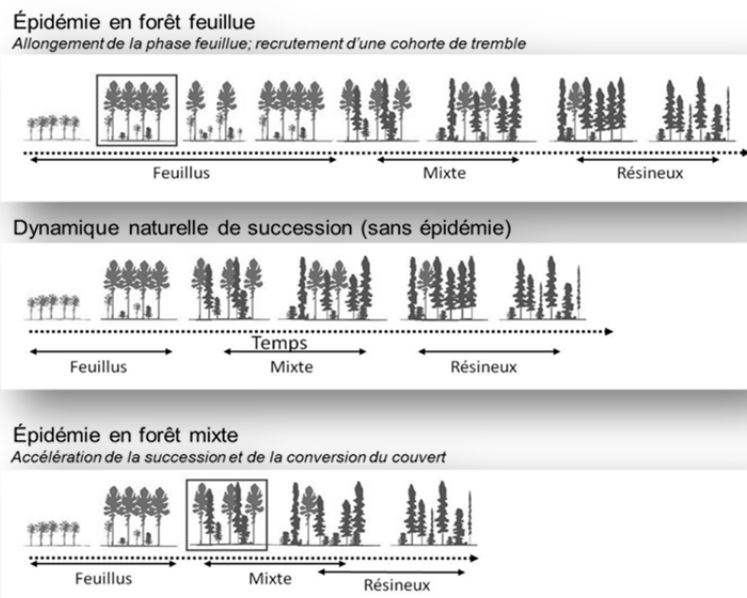 Épidémie en forêt feuillue
Allongement de la phase feuillue; recrutement d'une cohorte de tremble
Feuillus
Mixte
Résineux
Dynamique naturelle de succession (sans épidémie)
Temps
Feuillus
Mixte
Résineux
Épidémie en forêt mixte
Accélération de la succession et de la conversion du couvert
Feuillus
Mixte
Résineux